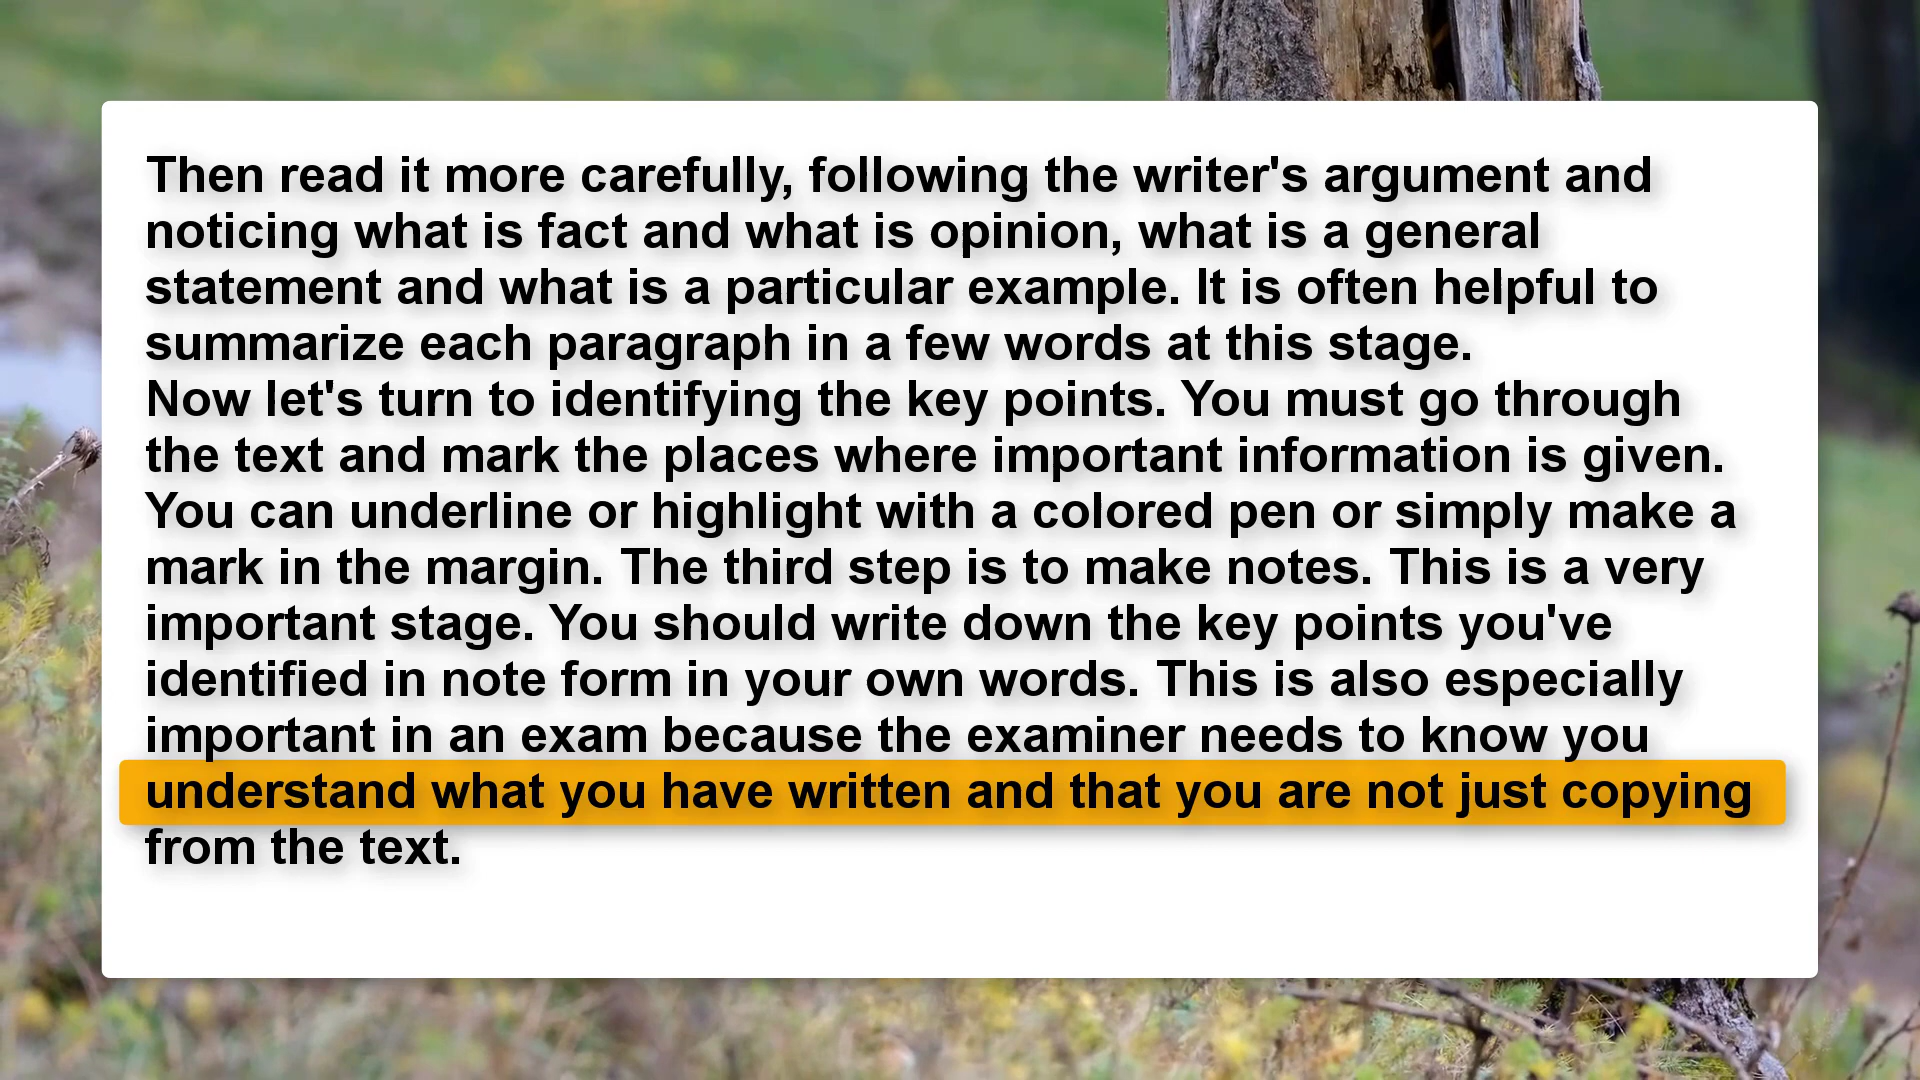 Then read it more carefully, following the writer's argument and
noticing what is fact and what is opinion, what is a general
statement and what is a particular example. It is often helpful to
summarize each paragraph in a few words at this stage.
Now let's turn to identifying the key points. You must go through
the text and mark the places where important information is given.
You can underline or highlight with a colored pen or simply make a
mark in the margin. The third step is to make notes. This is a very
important stage. You should write down the key points you've
identified in note form in your own words. This is also especially
important in an exam because the examiner needs to know you
understand what you have written and that you are not just copying
from the text.